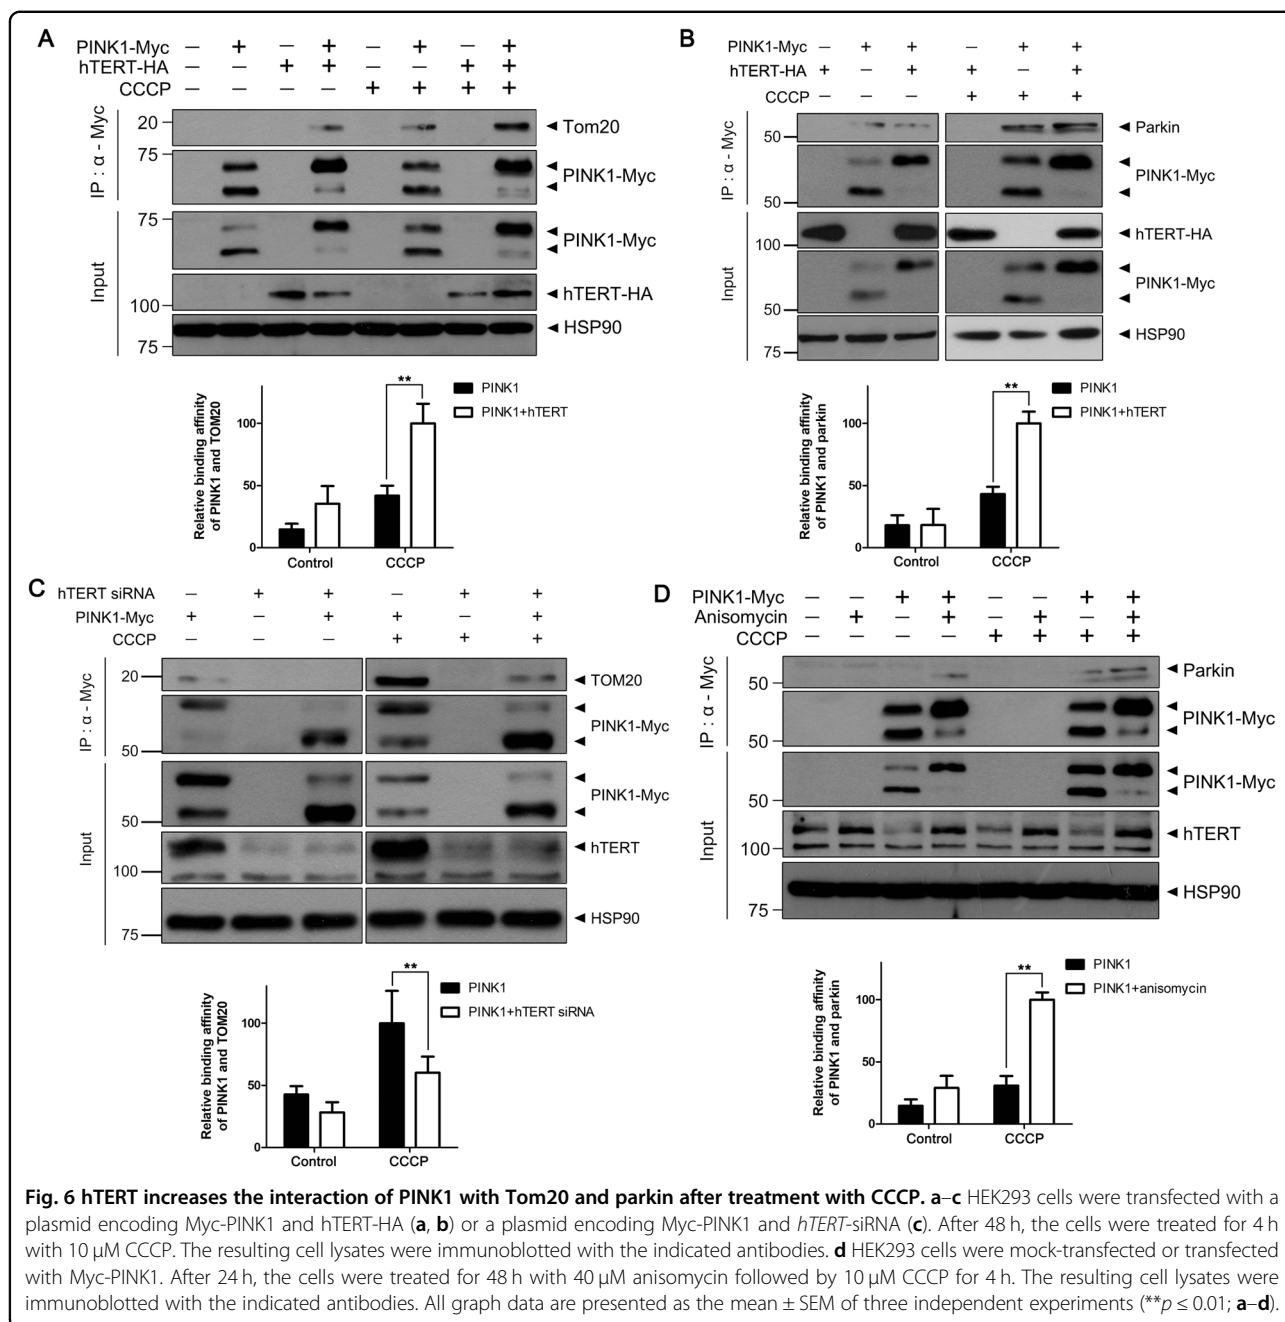 A
PINK1-Myc − + − + − + − +
hTERT-HA − − + + − − + +
CCCP − − − − + + + +
IP : α - Myc
20
Tom20
75
PINK1-Myc
Input
75
PINK1-Myc
hTERT-HA
100
HSP90
75
Relative binding affinity
of PINK1 and TOM20
100
50
0
**
PINK1
PINK1+hTERT
Control CCCP
B
PINK1-Myc − + + − + +
hTERT-HA + − + + − +
CCCP − − − + + +
IP : α - Myc
50
Parkin
PINK1-Myc
50
Input
hTERT-HA
100
PINK1-Myc
50
HSP90
75
Relative binding affinity
of PINK1 and parkin
100
50
0
**
PINK1
PINK1+hTERT
Control CCCP
C
hTERT siRNA − + + − + +
PINK1-Myc + − + + − +
CCCP − − − + + +
IP : α - Myc
20
TOM20
PINK1-Myc
50
Input
PINK1-Myc
50
hTERT
100
HSP90
75
Relative binding affinity
of PINK1 and TOM20
100
50
0
**
PINK1
PINK1+hTERT siRNA
Control CCCP
D
PINK1-Myc − − + + − − + +
Anisomycin − + − + − + − +
CCCP − − − − + + + +
IP : α - Myc
50
Parkin
PINK1-Myc
50
Input
PINK1-Myc
50
hTERT
100
HSP90
75
Relative binding affinity
of PINK1 and parkin
100
50
0
**
PINK1
PINK1+anisomycin
Control CCCP
Fig. 6 hTERT increases the interaction of PINK1 with Tom20 and parkin after treatment with CCCP. a–c HEK293 cells were transfected with a
plasmid encoding Myc-PINK1 and hTERT-HA (a, b) or a plasmid encoding Myc-PINK1 and hTERT-siRNA (c). After 48 h, the cells were treated for 4 h
with 10 μM CCCP. The resulting cell lysates were immunoblotted with the indicated antibodies. d HEK293 cells were mock-transfected or transfected
with Myc-PINK1. After 24 h, the cells were treated for 48 h with 40 μM anisomycin followed by 10 μM CCCP for 4 h. The resulting cell lysates were
immunoblotted with the indicated antibodies. All graph data are presented as the mean ± SEM of three independent experiments (**p ≤ 0.01; a–d).